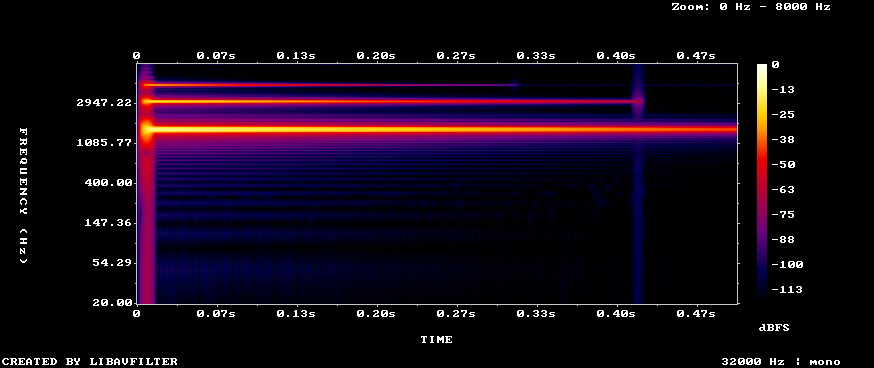 Zoom: 0 Hz - 8000 Hz
0 0.07s 0.13s 0.20s 0.27s 0.33s 0.40s 0.47s
0
-13
-25
-38
-50
-63
-75
-88
-100
-113
dBFS
2947.22
1085.77
400.00
147.36
54.29
20.00
FREQUENCY (Hz)
0 0.07s 0.13s 0.20s 0.27s 0.33s 0.40s 0.47s
TIME
CREATED BY LIBAVFILTER
32000 Hz | mono